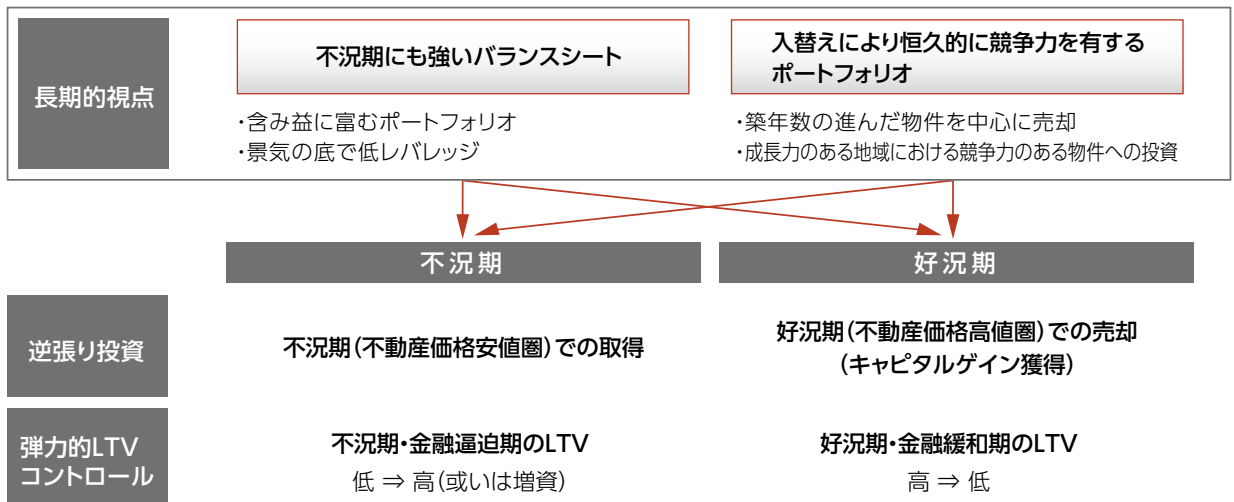 長期的視点
不況期にも強いバランスシート
・含み益に富むポートフォリオ
・景気の底で低レバレッジ
入替えにより恒久的に競争力を有する
ポートフォリオ
・築年数の進んだ物件を中心に売却
・成長力のある地域における競争力のある物件への投資
不況期
好況期
逆張り投資
不況期(不動産価格安値圏)での取得
好況期(不動産価格高値圏)での売却
(キャピタルゲイン獲得)
弾力的LTV
コントロール
不況期・金融逼迫期のLTV
低 ⇒ 高(或いは増資)
好況期・金融緩和期のLTV
高 ⇒ 低